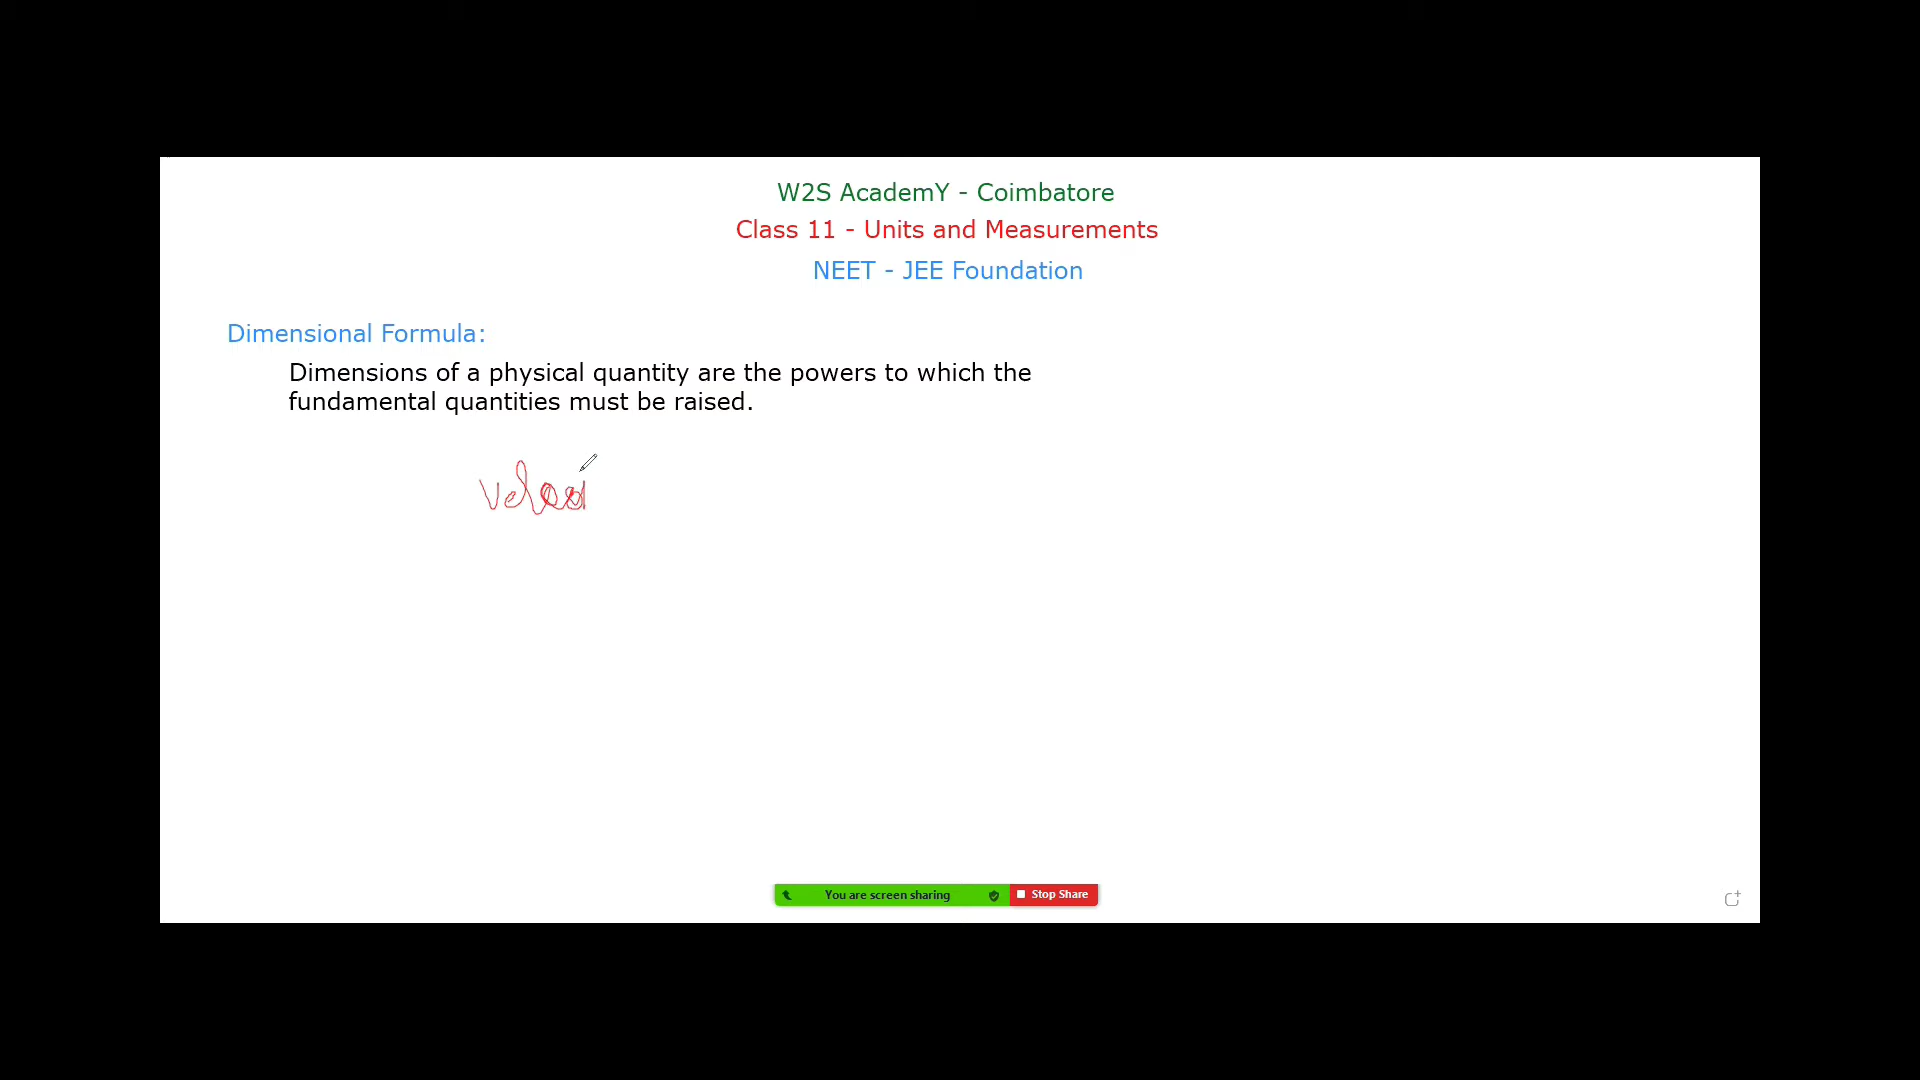 W2S AcademY - Coimbatore
Class 11 - Units and Measurements
NEET - JEE Foundation
Dimensional Formula:
Dimensions of a physical quantity are the powers to which the
fundamental quantities must be raised.
You are screen sharing
Stop Share